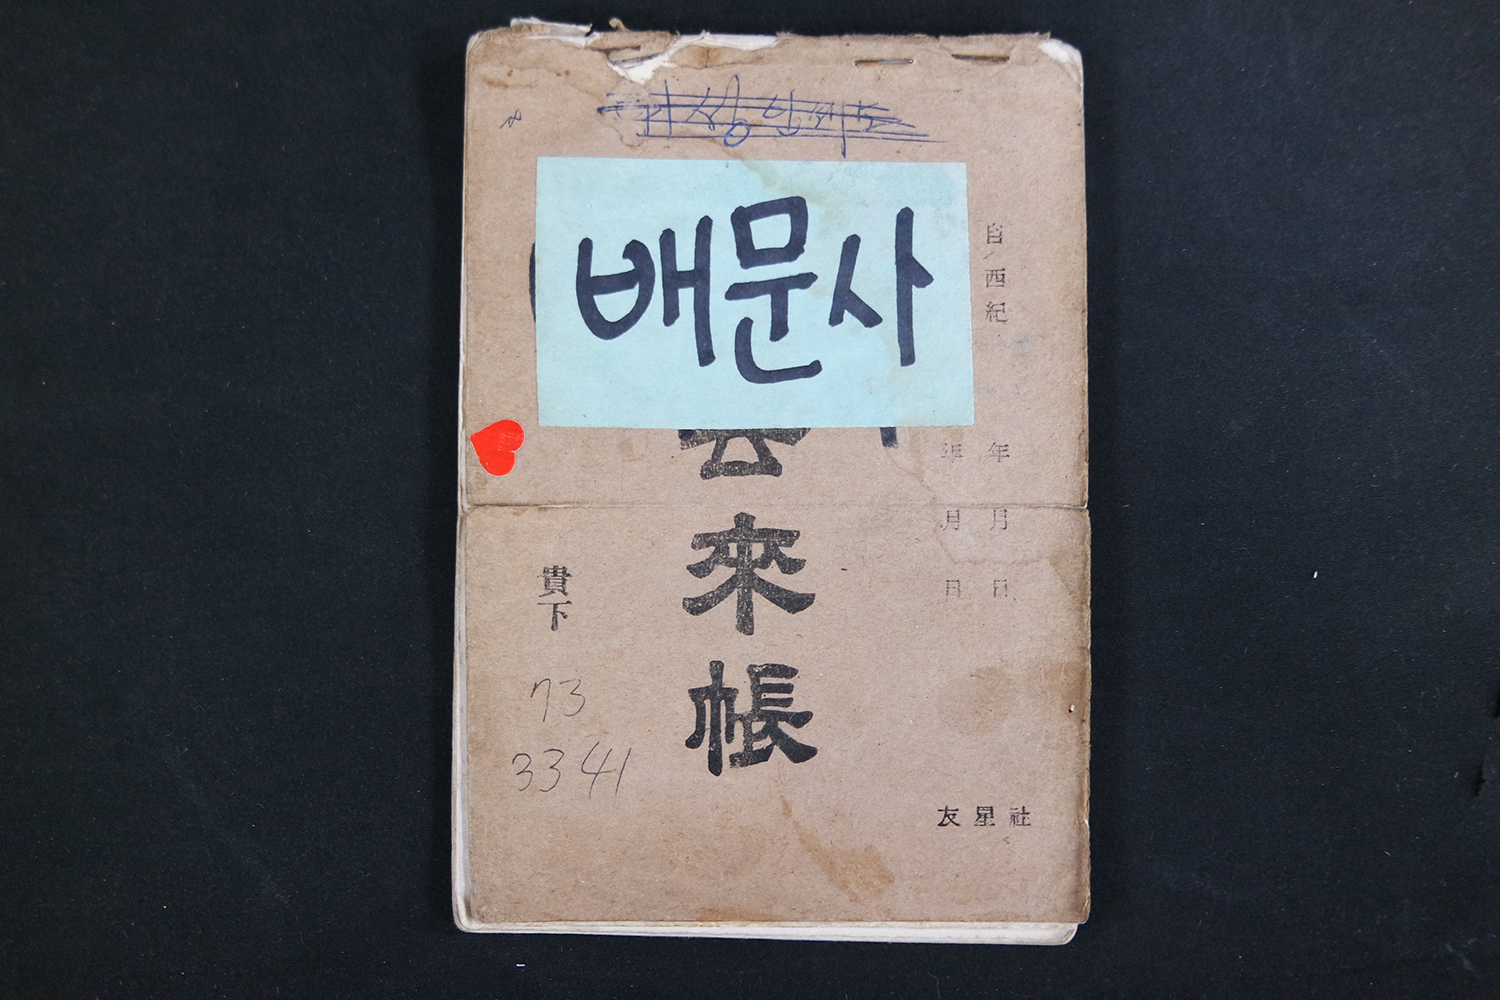 배문사
自西紀
年 月 日
年 月 日
去來帳
貴下
73
3341
友星社